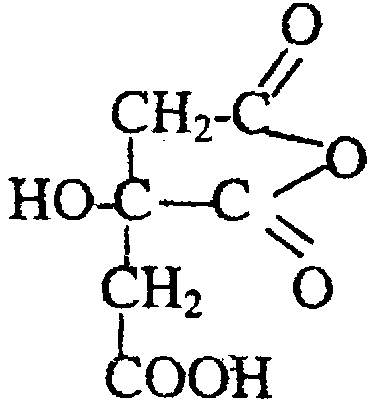 O
CH₂-C
O
HO-C-C
CH₂ O
COOH